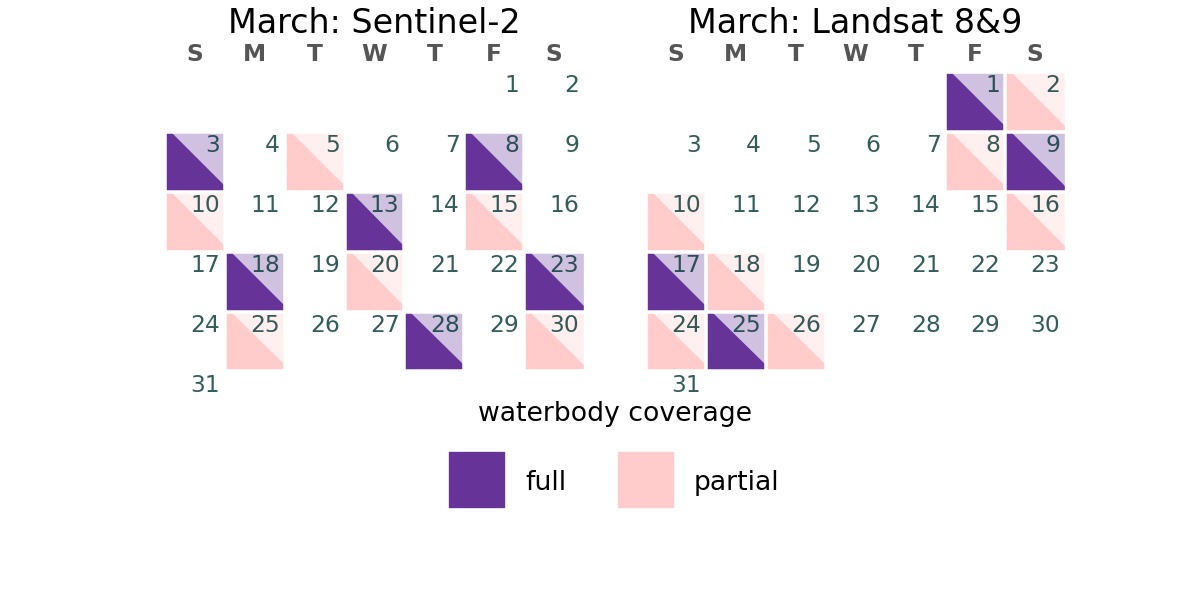 March: Sentinel-2
S M T W T F S
1 2
3 4 5 6 7 8 9
10 11 12 13 14 15 16
17 18 19 20 21 22 23
24 25 26 27 28 29 30
31
March: Landsat 8&9
S M T W T F S
1 2
3 4 5 6 7 8 9
10 11 12 13 14 15 16
17 18 19 20 21 22 23
24 25 26 27 28 29 30
31
waterbody coverage
full partial